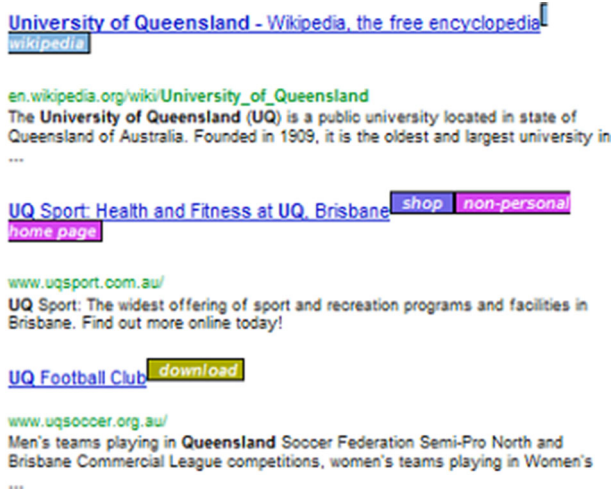 University of Queensland - Wikipedia, the free encyclopedia
wikipedia
en.wikipedia.org/wiki/University_of_Queensland
The University of Queensland (UQ) is a public university located in state of
Queensland of Australia. Founded in 1909, it is the oldest and largest university in
...
UQ Sport: Health and Fitness at UQ, Brisbane shop non-personal
home page
www.uqsport.com.au/
UQ Sport: The widest offering of sport and recreation programs and facilities in
Brisbane. Find out more online today!
UQ Football Club download
www.uqsoccer.org.au/
Men's teams playing in Queensland Soccer Federation Semi-Pro North and
Brisbane Commercial League competitions, women's teams playing in Women's
...